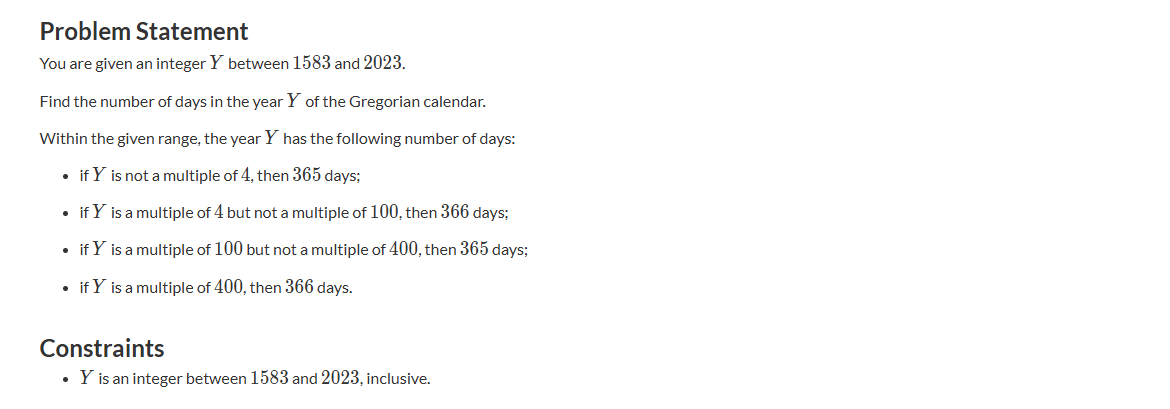 Problem Statement
You are given an integer Y between 1583 and 2023.
Find the number of days in the year Y of the Gregorian calendar.
Within the given range, the year Y has the following number of days:
• if Y is not a multiple of 4, then 365 days;
• if Y is a multiple of 4 but not a multiple of 100, then 366 days;
• if Y is a multiple of 100 but not a multiple of 400, then 365 days;
• if Y is a multiple of 400, then 366 days.
Constraints
• Y is an integer between 1583 and 2023, inclusive.